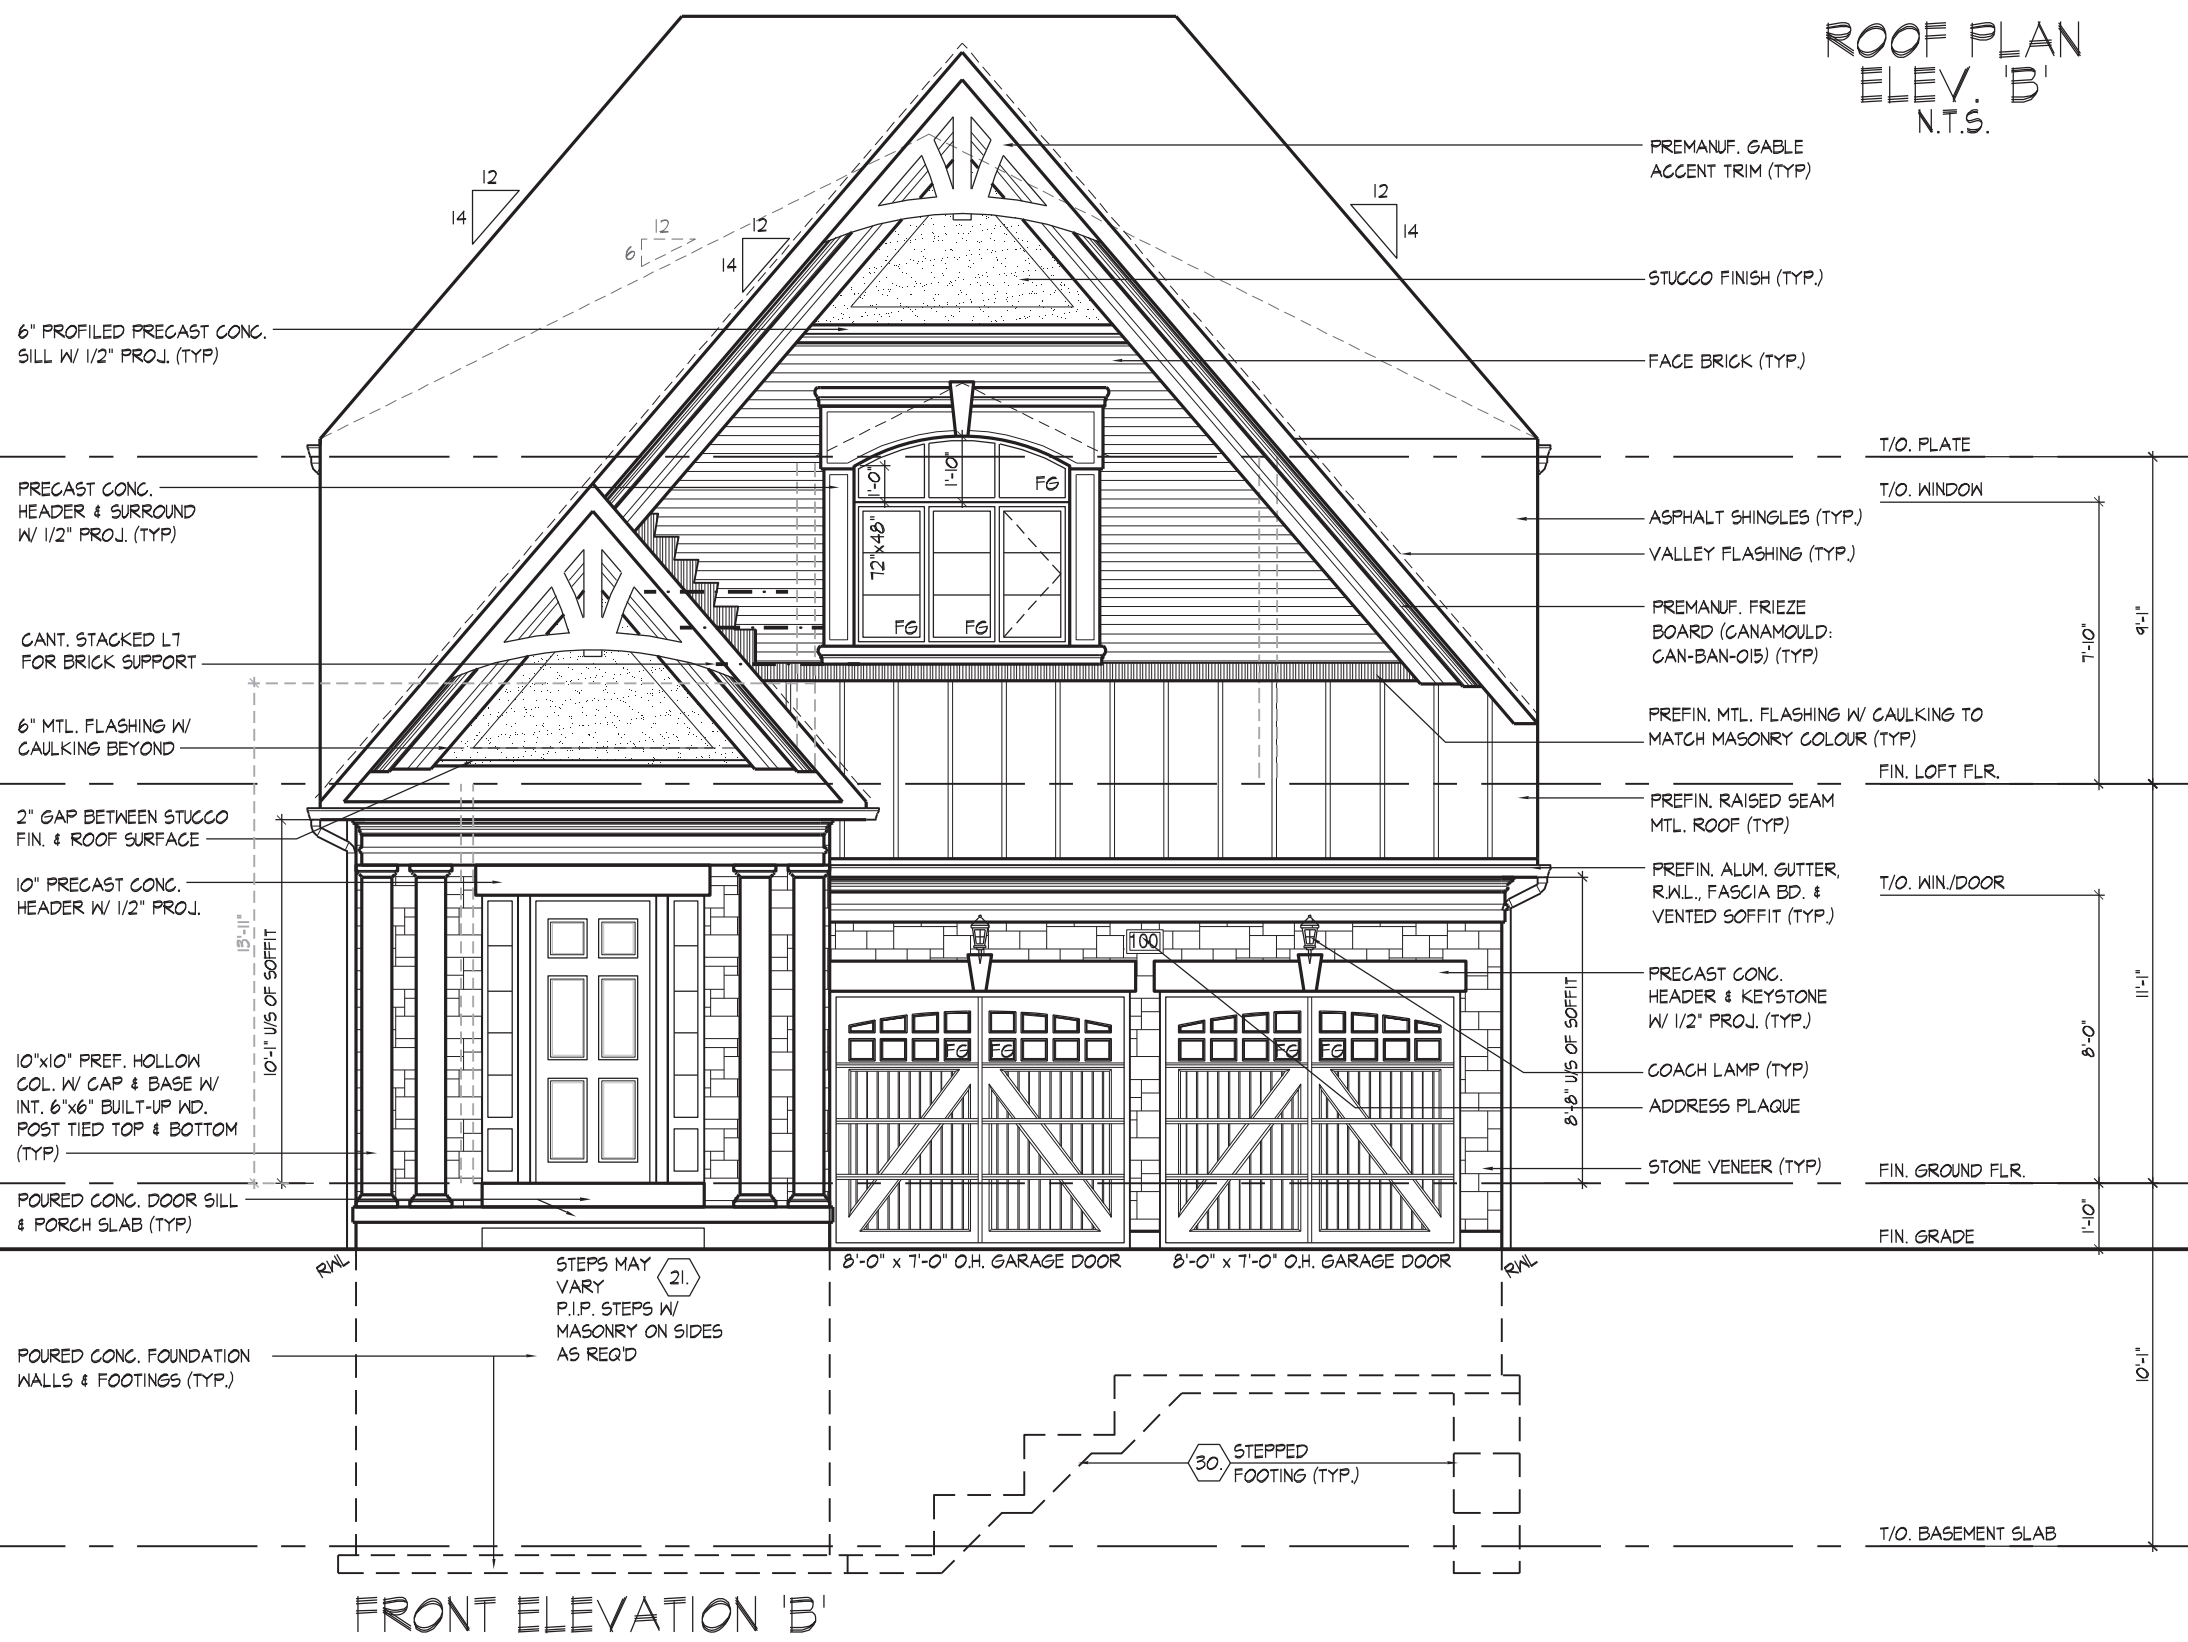 ROOF PLAN
ELEV. 'B'
N.T.S.
PREMANUF. GABLE
ACCENT TRIM (TYP)
12
14
12
6
12
14
12
14
STUCCO FINISH (TYP.)
6" PROFILED PRECAST CONC.
SILL W/ 1/2" PROJ. (TYP)
FACE BRICK (TYP.)
T/O. PLATE
PRECAST CONC.
HEADER & SURROUND
W/ 1/2" PROJ. (TYP)
1'-0"
1'-10"
FG
T/O. WINDOW
ASPHALT SHINGLES (TYP.)
VALLEY FLASHING (TYP.)
72"x48"
FG
FG
PREMANUF. FRIEZE
BOARD (CANAMOULD:
CAN-BAN-015) (TYP)
7'-10"
9'-1"
CANT. STACKED L7
FOR BRICK SUPPORT
6" MTL. FLASHING W/
CAULKING BEYOND
PREFIN. MTL. FLASHING W/ CAULKING TO
MATCH MASONRY COLOUR (TYP)
FIN. LOFT FLR.
2" GAP BETWEEN STUCCO
FIN. & ROOF SURFACE
PREFIN. RAISED SEAM
MTL. ROOF (TYP)
10" PRECAST CONC.
HEADER W/ 1/2" PROJ.
PREFIN. ALUM. GUTTER,
R.W.L., FASCIA BD. &
VENTED SOFFIT (TYP.)
T/O. WIN./DOOR
13'-11"
10'-1" U/S OF SOFFIT
100
PRECAST CONC.
HEADER & KEYSTONE
W/ 1/2" PROJ. (TYP.)
8'-8" U/S OF SOFFIT
11'-1"
8'-0"
FG
FG
FG
FG
10"x10" PREF. HOLLOW
COL. W/ CAP & BASE W/
INT. 6"x6" BUILT-UP WD.
POST TIED TOP & BOTTOM
(TYP)
COACH LAMP (TYP)
ADDRESS PLAQUE
STONE VENEER (TYP)
FIN. GROUND FLR.
POURED CONC. DOOR SILL
& PORCH SLAB (TYP)
1'-10"
FIN. GRADE
RWL
STEPS MAY
VARY
P.I.P. STEPS W/
MASONRY ON SIDES
AS REQ'D
21.
8'-0" x 7'-0" O.H. GARAGE DOOR
8'-0" x 7'-0" O.H. GARAGE DOOR
RWL
POURED CONC. FOUNDATION
WALLS & FOOTINGS (TYP.)
10'-1"
30.
STEPPED
FOOTING (TYP.)
T/O. BASEMENT SLAB
FRONT ELEVATION 'B'